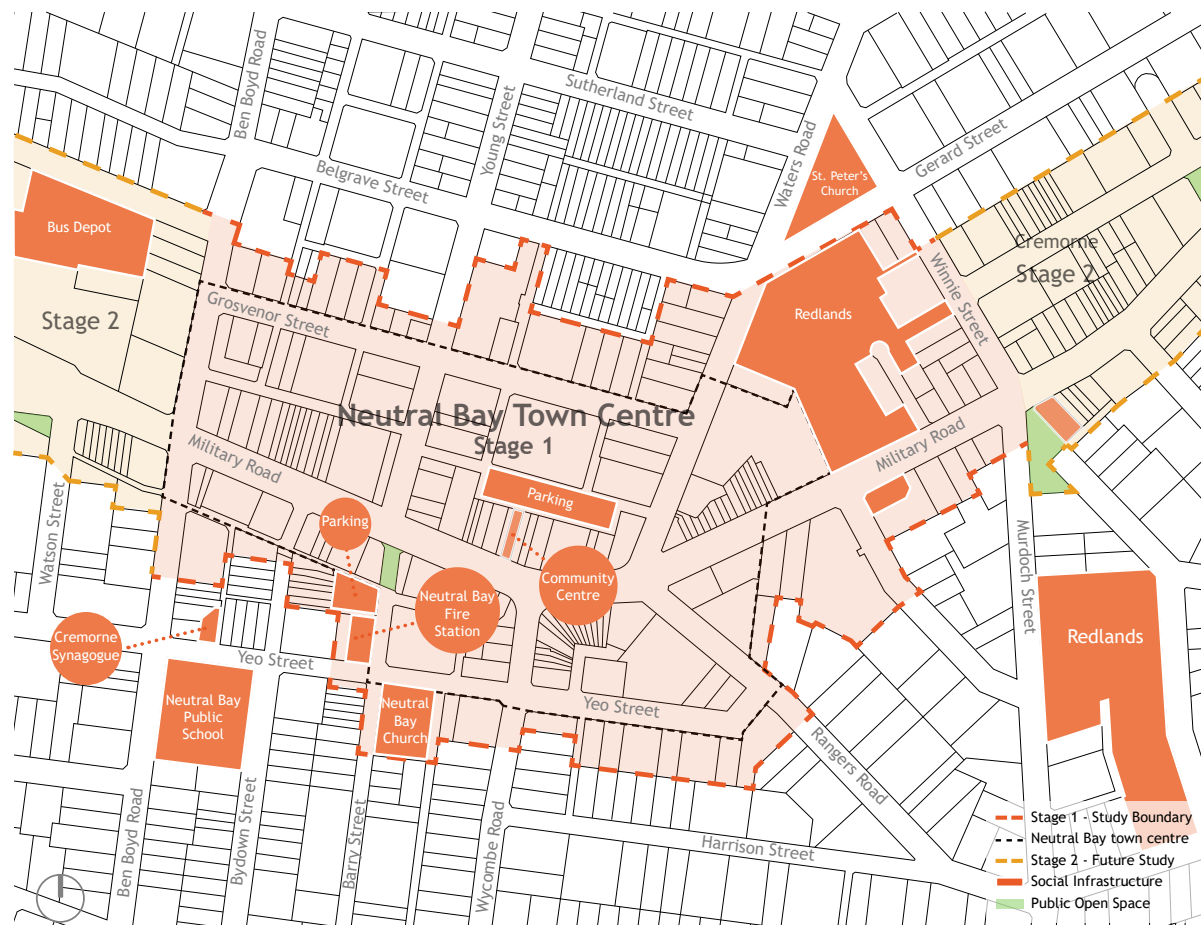 Ben Boyd Road
Sutherland Street
Young Street
Belgrave Street
Waters Road
Gerard Street
St. Peter's
Church
Bus Depot
Cremorne
Stage 2
Winnie Street
Stage 2
Grosvenor Street
Redlands
Neutral Bay Town Centre
Stage 1
Military Road
Military Road
Parking
Parking
Watson Street
Community
Centre
Neutral Bay
Fire
Station
Murdoch Street
Cremorne
Synagogue
Yeo Street
Redlands
Neutral Bay
Public
School
Neutral
Bay
Church
Yeo Street
Rangers Road
Ben Boyd Road
Bydown Street
Barry Street
Wycombe Road
Harrison Street
Stage 1 - Study Boundary
Neutral Bay town centre
Stage 2 - Future Study
Social Infrastructure
Public Open Space